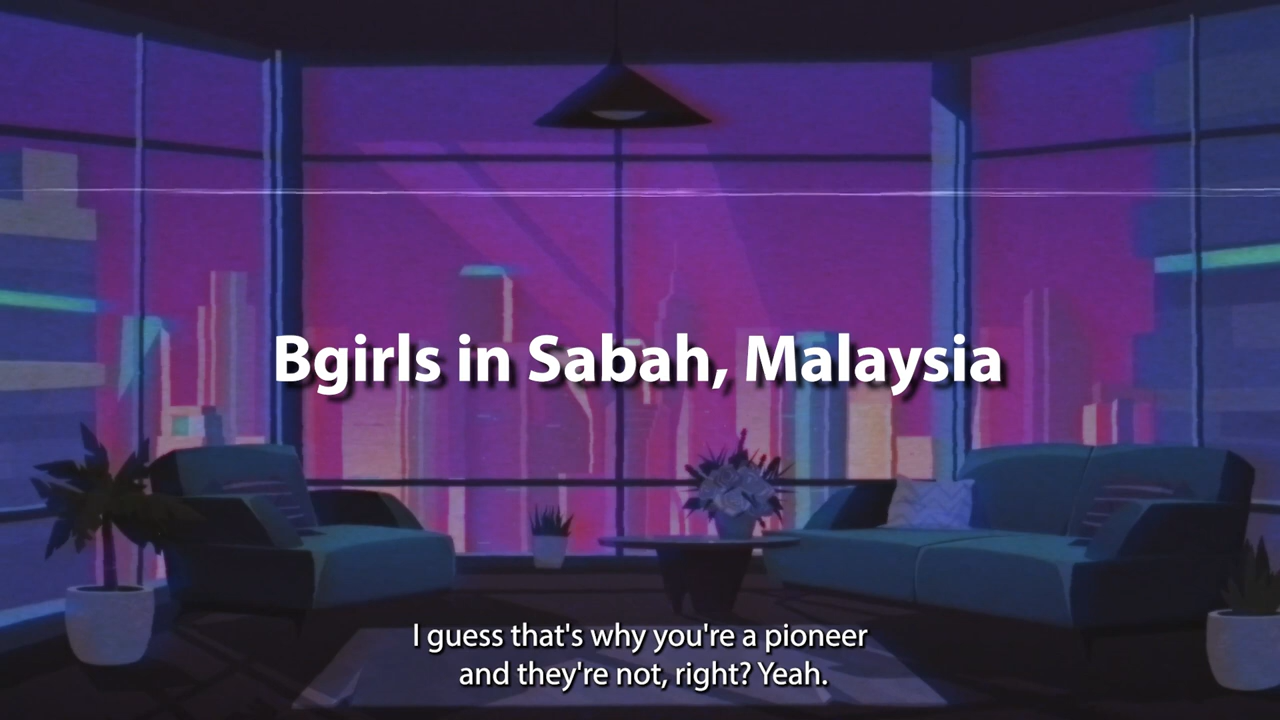 Bgirls in Sabah, Malaysia
I guess that's why you're a pioneer
and they're not, right? Yeah.